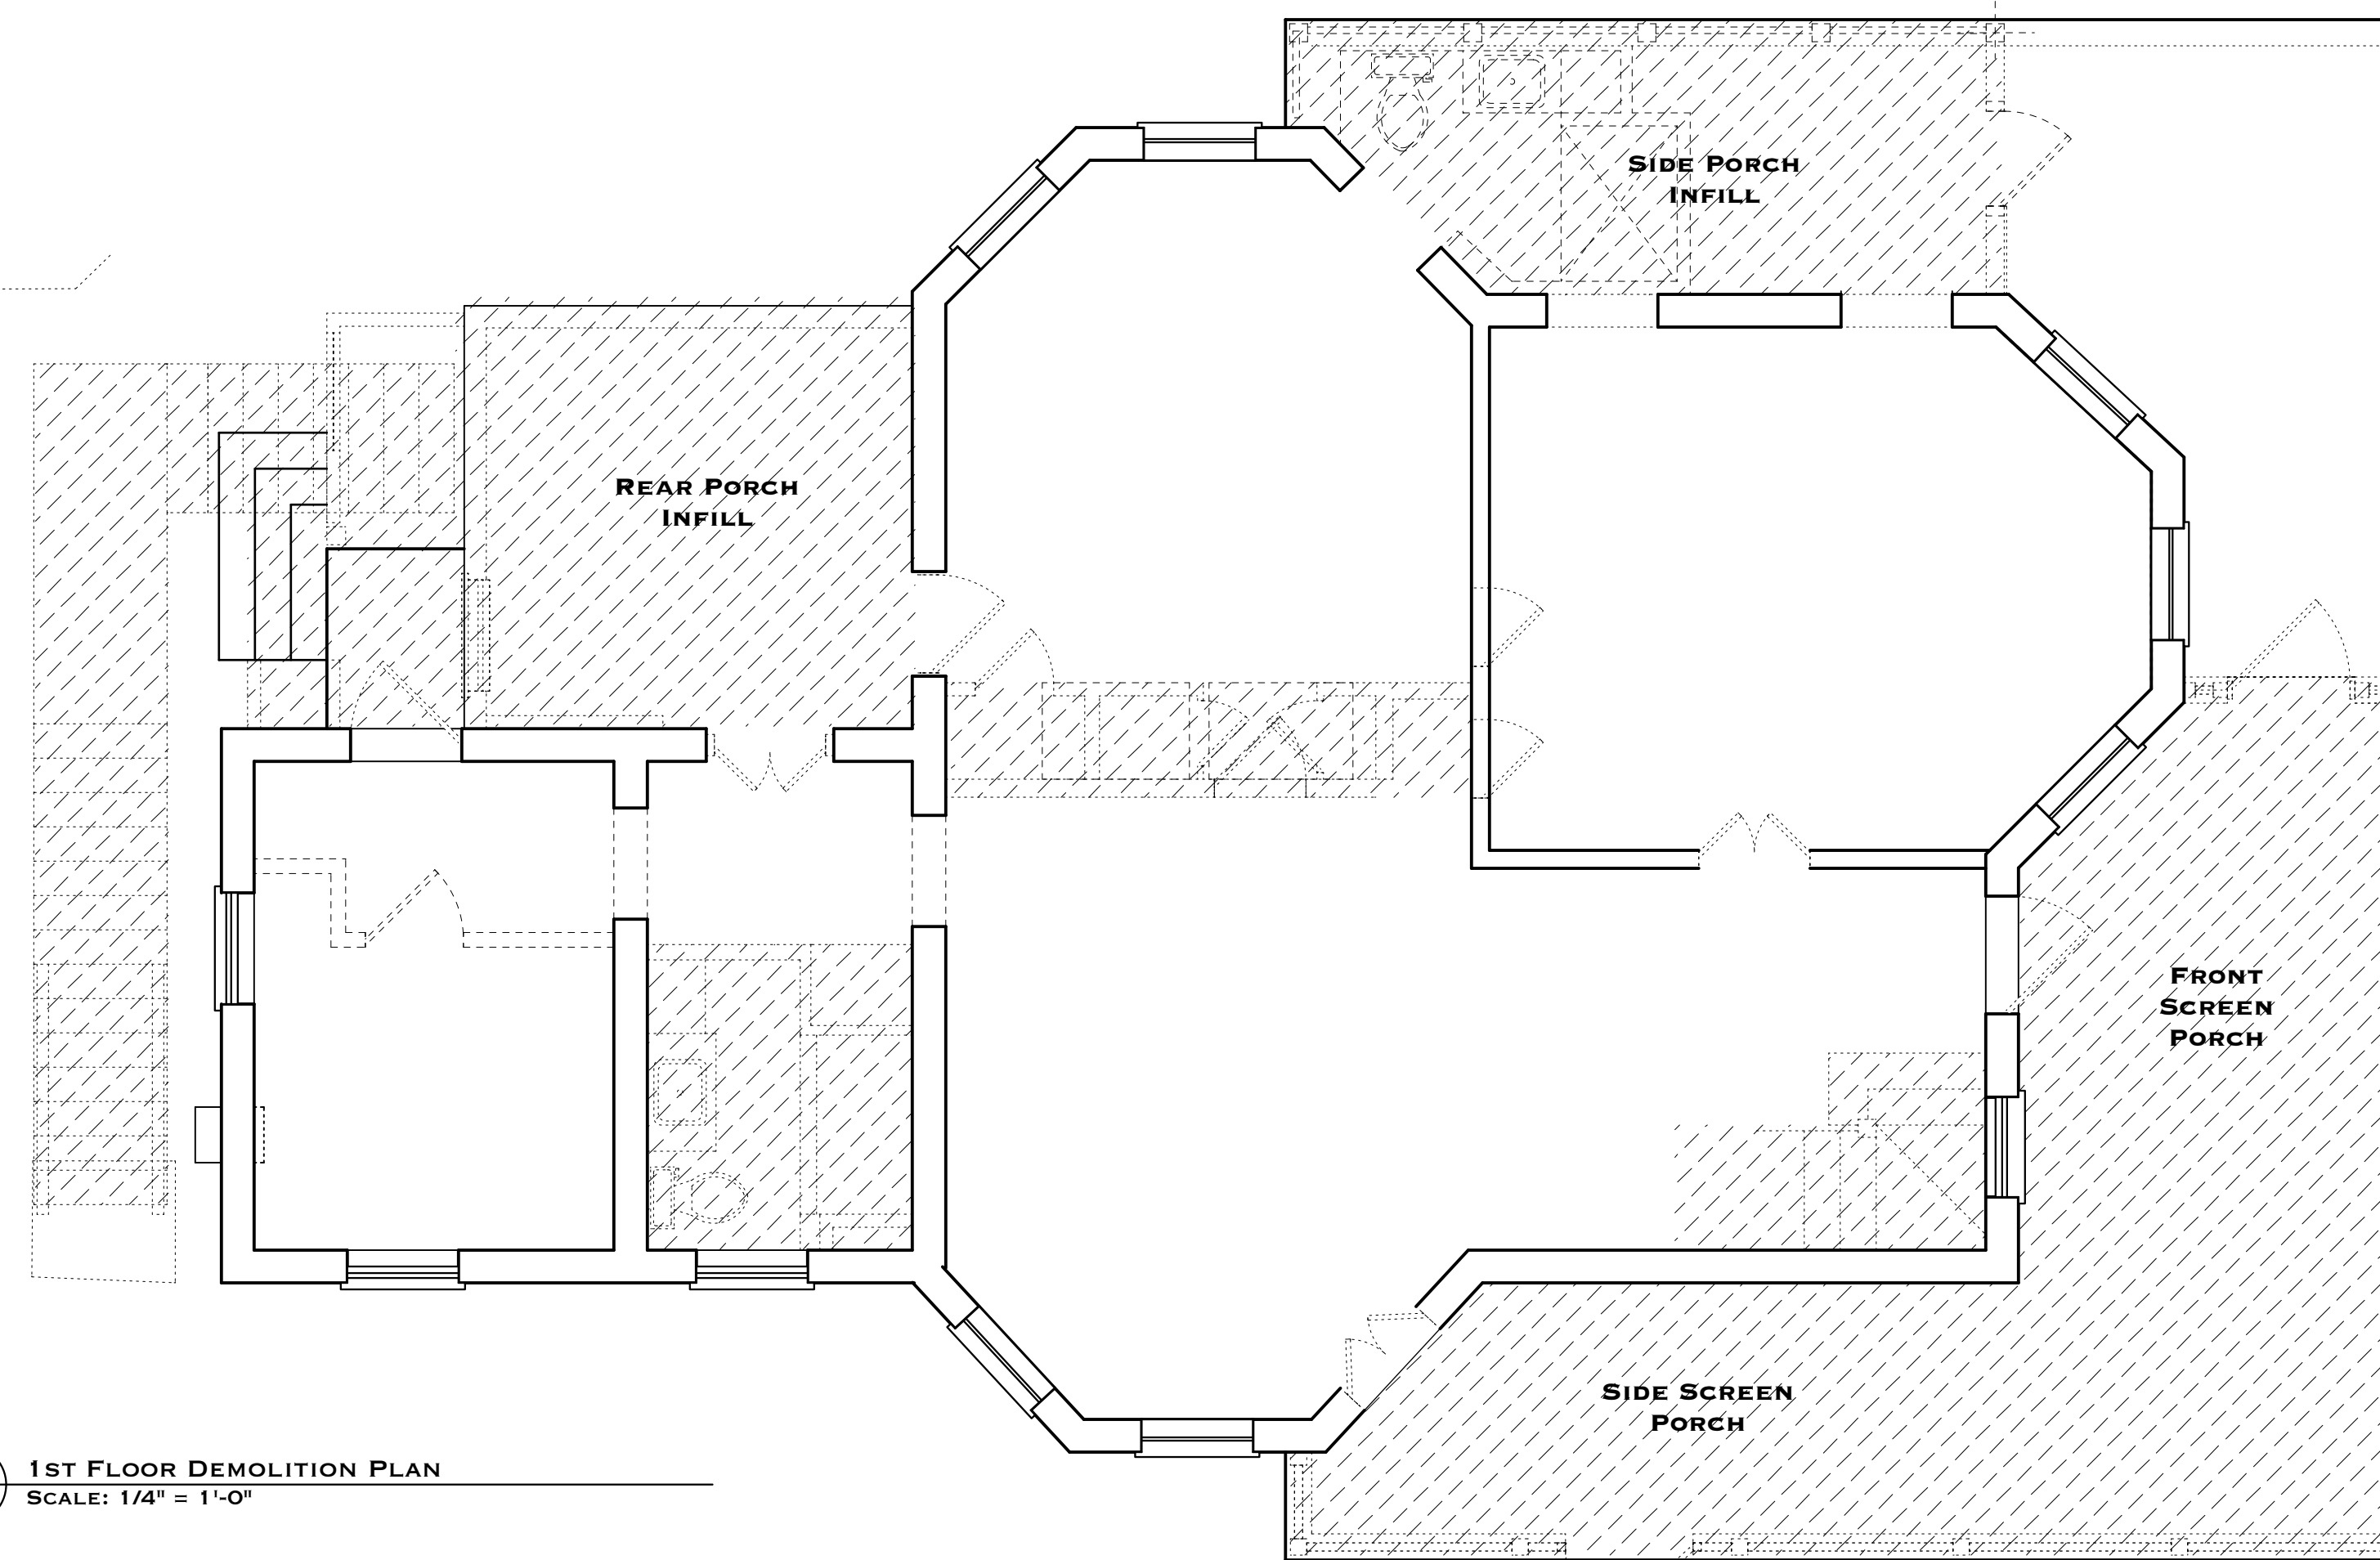 SIDE PORCH
INFILL
REAR PORCH
INFILL
FRONT
SCREEN
PORCH
SIDE SCREEN
PORCH
1ST FLOOR DEMOLITION PLAN
SCALE: 1/4" = 1'-0"